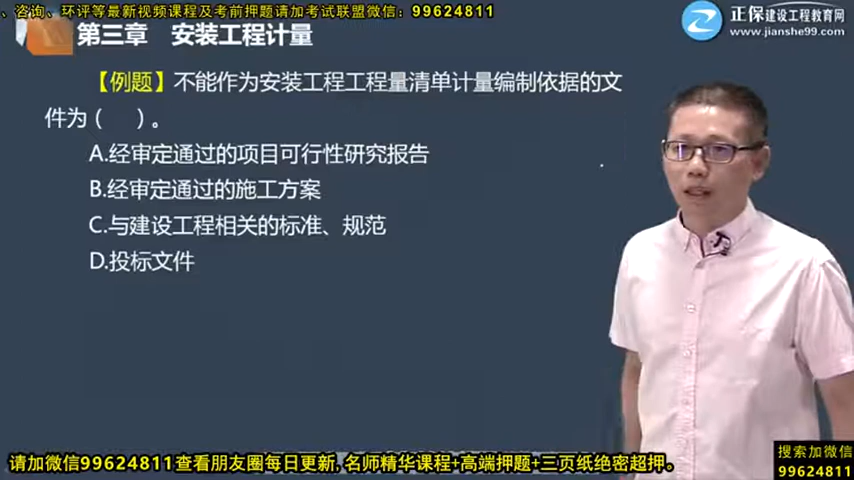 、咨询、环评等最新视频课程及考前押题请加考试联盟微信：99624811
正保建设工程教育网
www.jianshe99.com
第三章 安装工程计量
【例题】不能作为安装工程工程量清单计量编制依据的文
件为（ ）。
A.经审定通过的项目可行性研究报告
B.经审定通过的施工方案
C.与建设工程相关的标准、规范
D.投标文件
搜索加微信
99624811
请加微信99624811查看朋友圈每日更新,名师精华课程+高端押题+三页纸绝密超押。